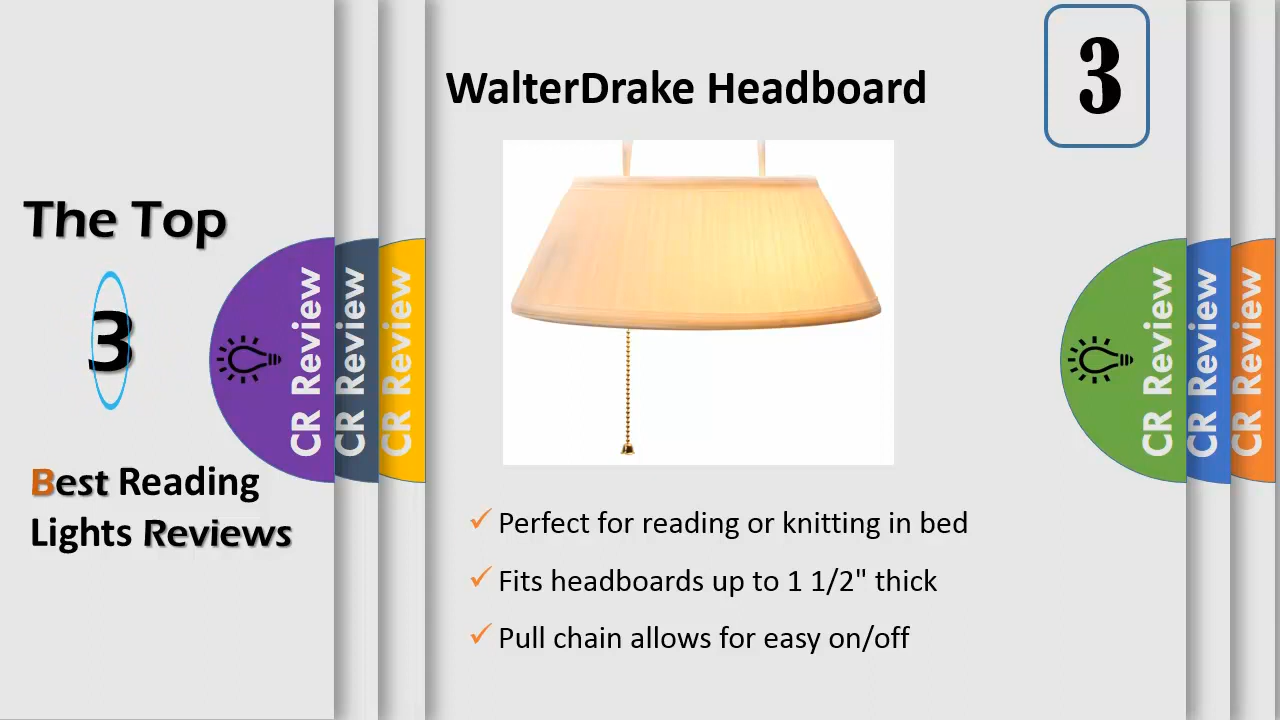 The Top
3
Best Reading
Lights Reviews
CR Review
CR Review
CR Review
WalterDrake Headboard
3
Perfect for reading or knitting in bed
Fits headboards up to 1 1/2" thick
Pull chain allows for easy on/off
CR Review
CR Review
CR Review